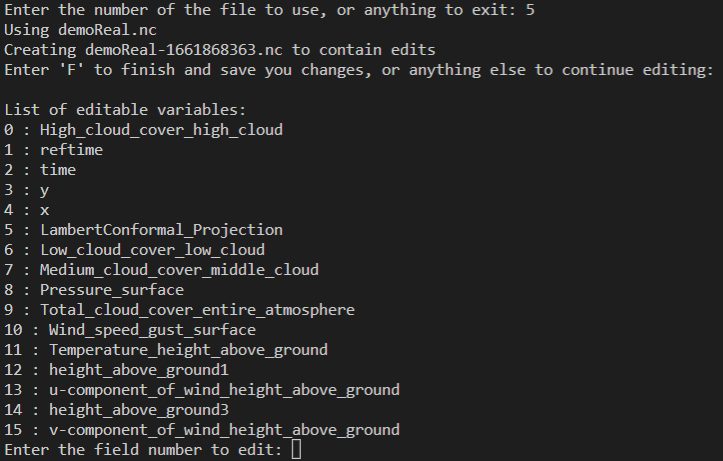 Enter the number of the file to use, or anything to exit: 5
Using demoReal.nc
Creating demoReal-1661868363.nc to contain edits
Enter 'F' to finish and save you changes, or anything else to continue editing:
List of editable variables:
0 : High_cloud_cover_high_cloud
1 : reftime
2 : time
3 : y
4 : x
5 : LambertConformal_Projection
6 : Low_cloud_cover_low_cloud
7 : Medium_cloud_cover_middle_cloud
8 : Pressure_surface
9 : Total_cloud_cover_entire_atmosphere
10 : Wind_speed_gust_surface
11 : Temperature_height_above_ground
12 : height_above_ground1
13 : u-component_of_wind_height_above_ground
14 : height_above_ground3
15 : v-component_of_wind_height_above_ground
Enter the field number to edit: